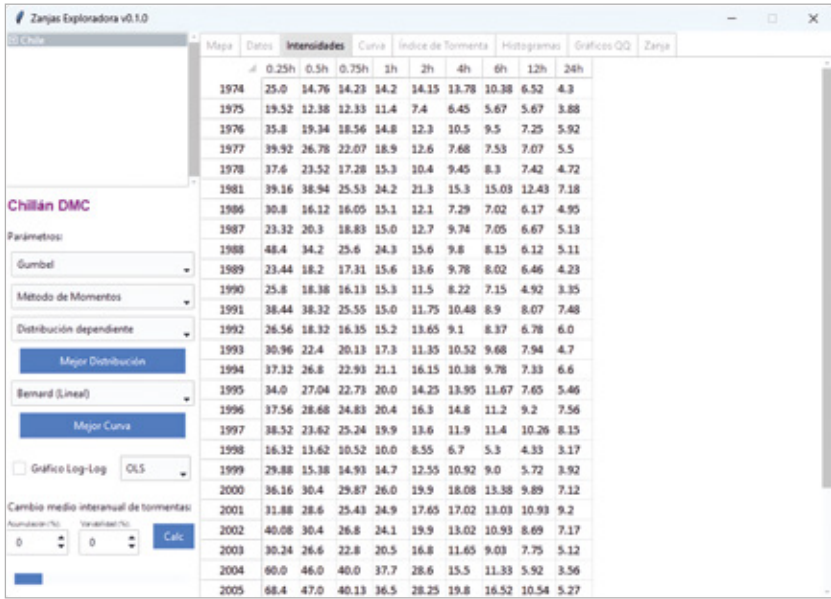 Zanjas Exploradora v0.1.0
Chile
Mapa Datos Intensidades Curva Índice de Tormenta Histogramas Gráficos QQ Zanja
0.25h 0.5h 0.75h 1h 2h 4h 6h 12h 24h
1974 25.0 14.76 14.23 14.2 14.15 13.78 10.38 6.52 4.3
1975 19.52 12.38 12.33 11.4 7.4 6.45 5.67 5.67 3.88
1976 35.8 19.34 18.56 14.8 12.3 10.5 9.5 7.25 5.92
1977 39.92 26.78 22.07 18.9 12.6 7.68 7.53 7.07 5.5
1978 37.6 23.52 17.28 15.3 10.4 9.45 8.3 7.42 4.72
1981 39.16 38.94 25.53 24.2 21.3 15.3 15.03 12.43 7.18
1986 30.8 16.12 16.05 15.1 12.1 7.29 7.02 6.17 4.95
1987 23.32 20.3 18.83 15.0 12.7 9.74 7.05 6.67 5.13
1988 48.4 34.2 25.6 24.3 15.6 9.8 8.15 6.12 5.11
1989 23.44 18.2 17.31 15.6 13.6 9.78 8.02 6.46 4.23
1990 25.8 18.38 16.13 15.3 11.5 8.22 7.15 4.92 3.35
1991 38.44 38.32 25.55 15.0 11.75 10.48 8.9 8.07 7.48
1992 26.56 18.32 16.35 15.2 13.65 9.1 8.37 6.78 6.0
1993 30.96 22.4 20.13 17.3 11.35 10.52 9.68 7.94 4.7
1994 37.32 26.8 22.93 21.1 16.15 10.38 9.78 7.33 6.6
1995 34.0 27.04 22.73 20.0 14.25 13.95 11.67 7.65 5.46
1996 37.56 28.68 24.83 20.4 16.3 14.8 11.2 9.2 7.56
1997 38.52 23.62 25.24 19.9 13.6 11.9 11.4 10.26 8.15
1998 16.32 13.62 10.52 10.0 8.55 6.7 5.3 4.33 3.17
1999 29.88 15.38 14.93 14.7 12.55 10.92 9.0 5.72 3.92
2000 36.16 30.4 29.87 26.0 19.9 18.08 13.38 9.89 7.12
2001 31.88 28.6 25.43 24.9 17.65 17.02 13.03 10.93 9.2
2002 40.08 30.4 26.8 24.1 19.9 13.02 10.93 8.69 7.17
2003 30.24 26.6 22.8 20.5 16.8 11.65 9.03 7.75 5.12
2004 60.0 46.0 40.0 37.7 28.6 15.5 11.33 5.92 3.56
2005 68.4 47.0 40.13 36.5 28.25 19.8 16.52 10.54 5.27
Chillán DMC
Parámetros:
Gumbel
Método de Momentos
Distribución dependiente
Mejor Distribución
Bernard (Lineal)
Mejor Curva
Gráfico Log-Log OLS
Cambio medio interanual de tormentas:
Acumulación (%): Variabilidad (%):
0 0 Calc